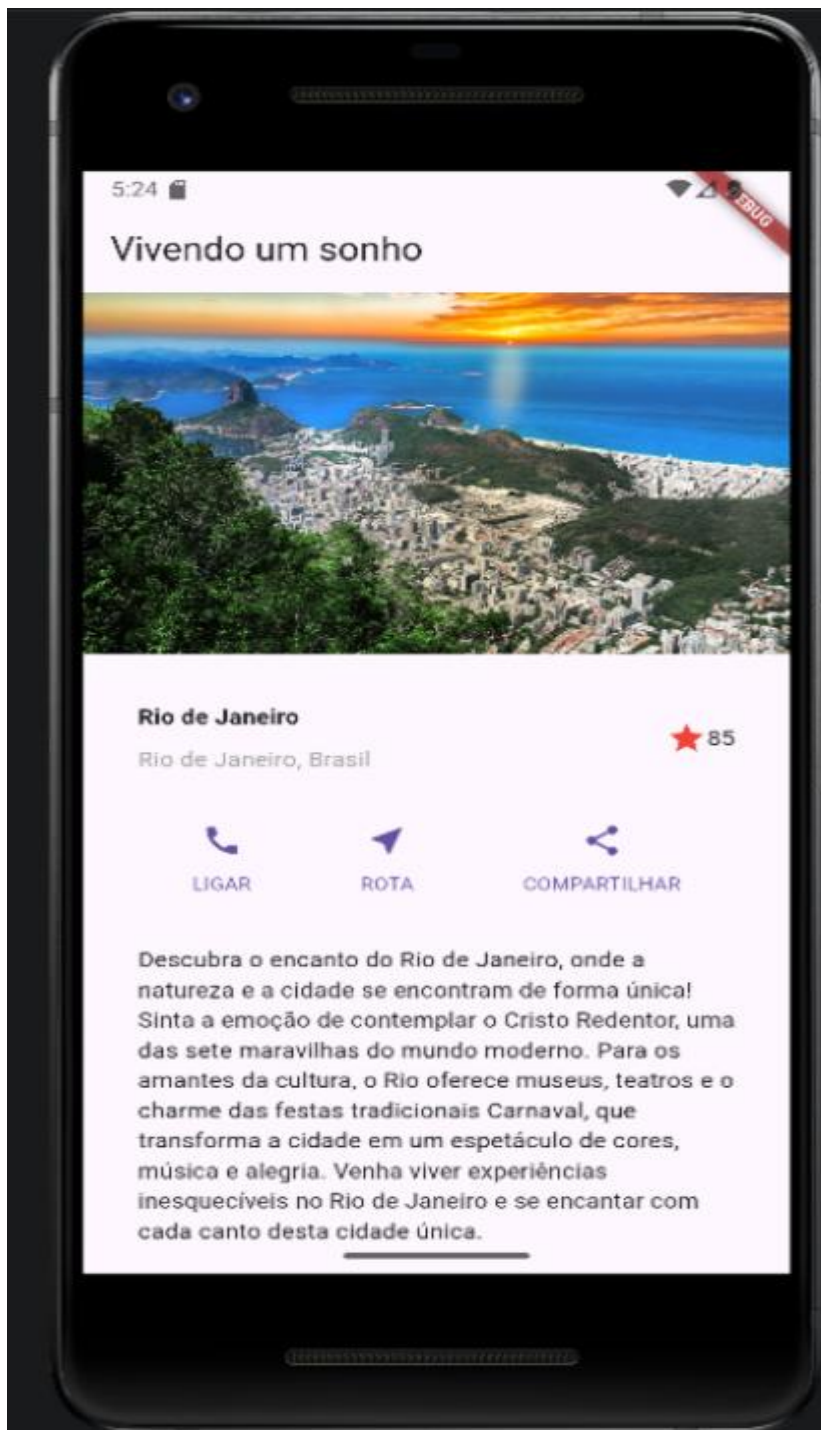 5:24
Vivendo um sonho
Rio de Janeiro
Rio de Janeiro, Brasil
85
LIGAR ROTA COMPARTILHAR
Descubra o encanto do Rio de Janeiro, onde a
natureza e a cidade se encontram de forma única!
Sinta a emoção de contemplar o Cristo Redentor, uma
das sete maravilhas do mundo moderno. Para os
amantes da cultura, o Rio oferece museus, teatros e o
charme das festas tradicionais Carnaval, que
transforma a cidade em um espetáculo de cores,
música e alegria. Venha viver experiências
inesquecíveis no Rio de Janeiro e se encantar com
cada canto desta cidade única.